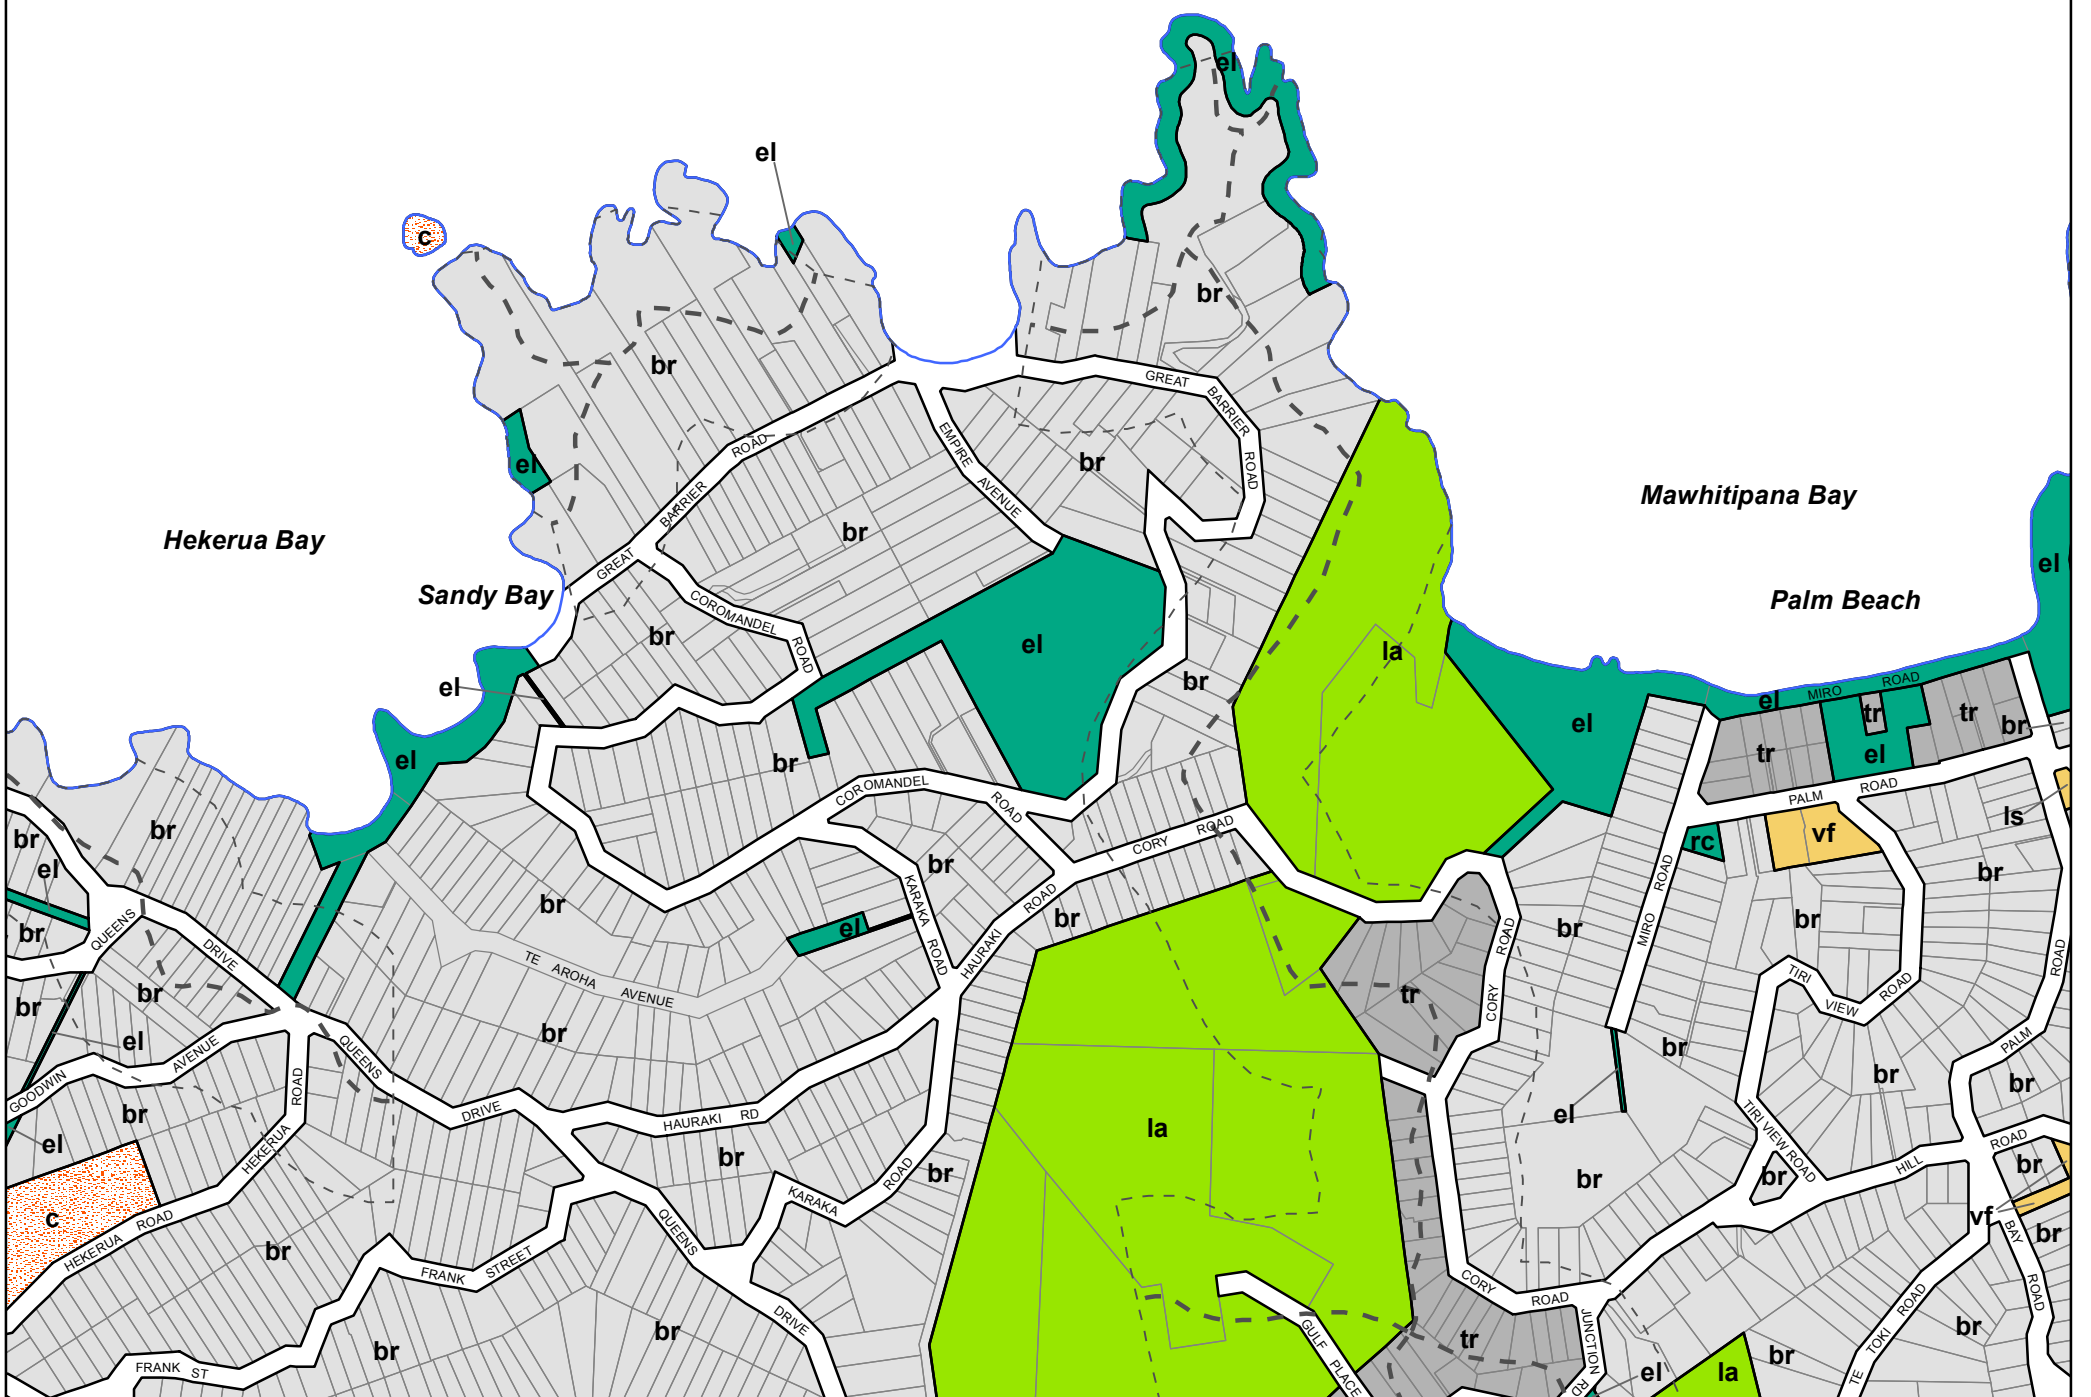 el
el
c
br
br
GREAT
BARRIER
ROAD
br
ROAD
BARRIER
GREAT
EMPIRE
AVENUE
br
el
br
Mawhitipana Bay
Hekerua Bay
Sandy Bay
Palm Beach
el
COROMANDEL
ROAD
br
el
la
br
el
el
el
MIRO
ROAD
el
tr
tr
br
tr
el
br
COROMANDEL
ROAD
PALM
ROAD
ls
vf
rc
br
br
el
CORY
ROAD
br
KARAKA
ROAD
MIRO
ROAD
br
br
br
br
QUEENS
DRIVE
el
HAURAKI
ROAD
br
br
TE AROHA AVENUE
CORY
ROAD
tr
TIRI
VIEW
ROAD
PALM
ROAD
br
br
el
br
br
br
GOODWIN
AVENUE
QUEENS
DRIVE
ROAD
HEKERUA
HAURAKI RD
br
el
br
el
la
TIRI VIEW ROAD
br
HILL
ROAD
br
br
br
br
br
KARAKA
ROAD
c
HEKERUA
ROAD
br
FRANK
STREET
QUEENS
DRIVE
vf
BAY
ROAD
br
CORY
ROAD
JUNCTION
RD
GULF
PLACE
tr
el
la
br
TE
TOKI
ROAD
br
br
br
FRANK
ST